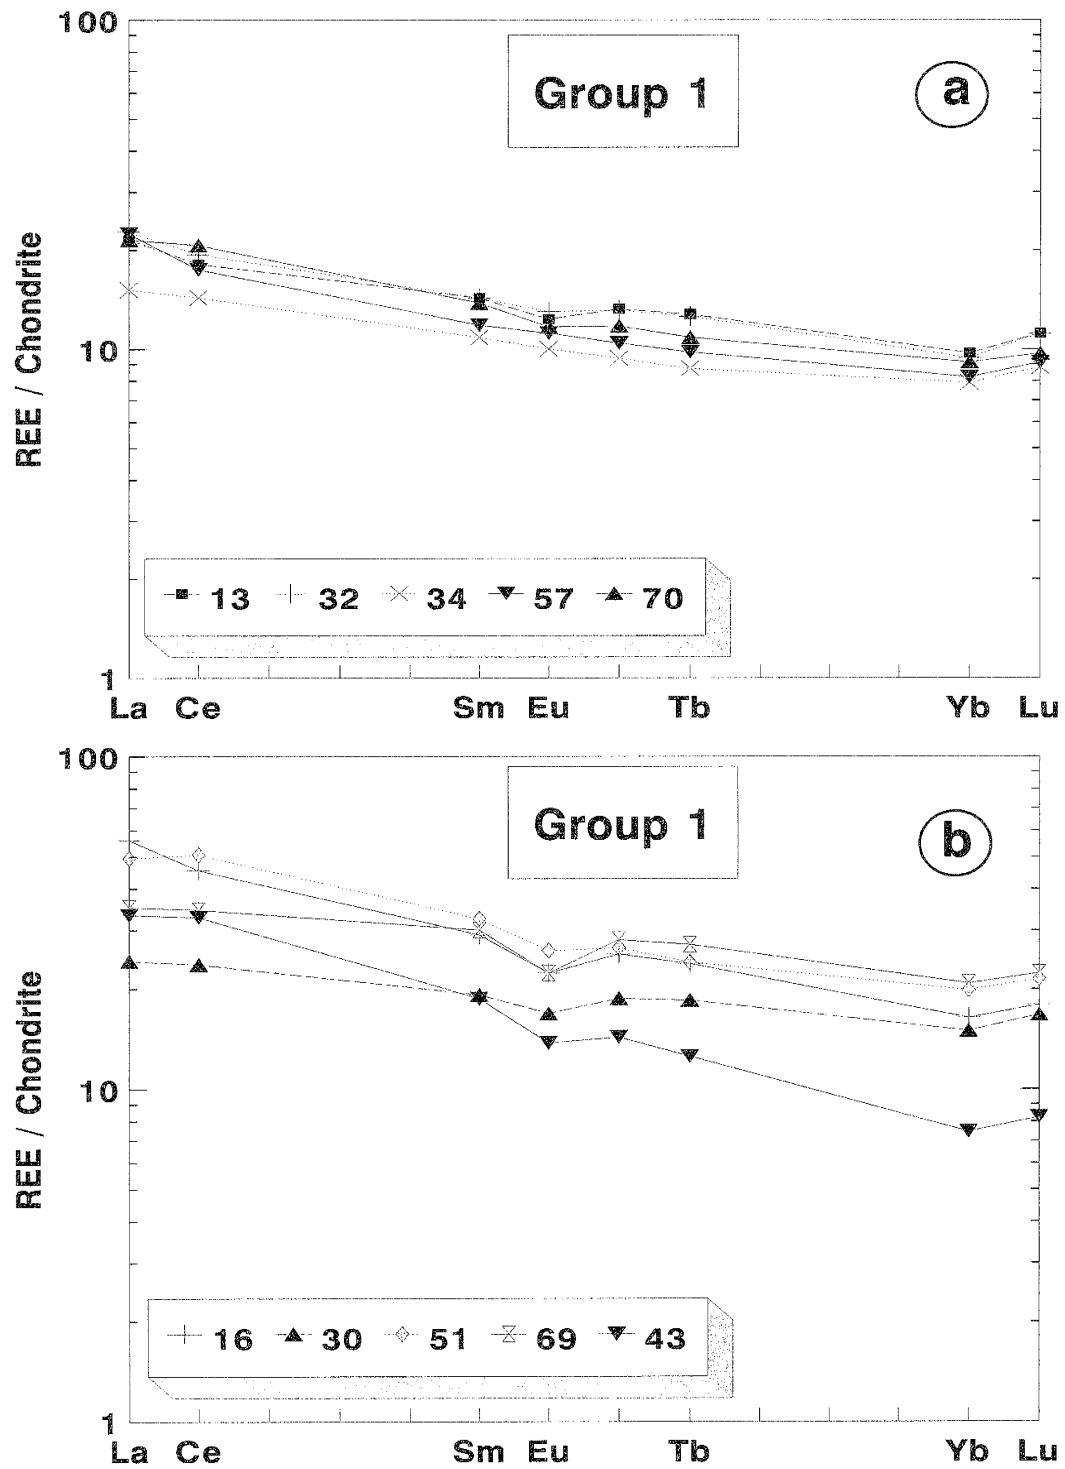 100
Group 1
a
REE / Chondrite
10
13 32 34 57 70
1
La Ce Sm Eu Tb Yb Lu
100
Group 1
b
REE / Chondrite
10
16 30 51 69 43
1
La Ce Sm Eu Tb Yb Lu